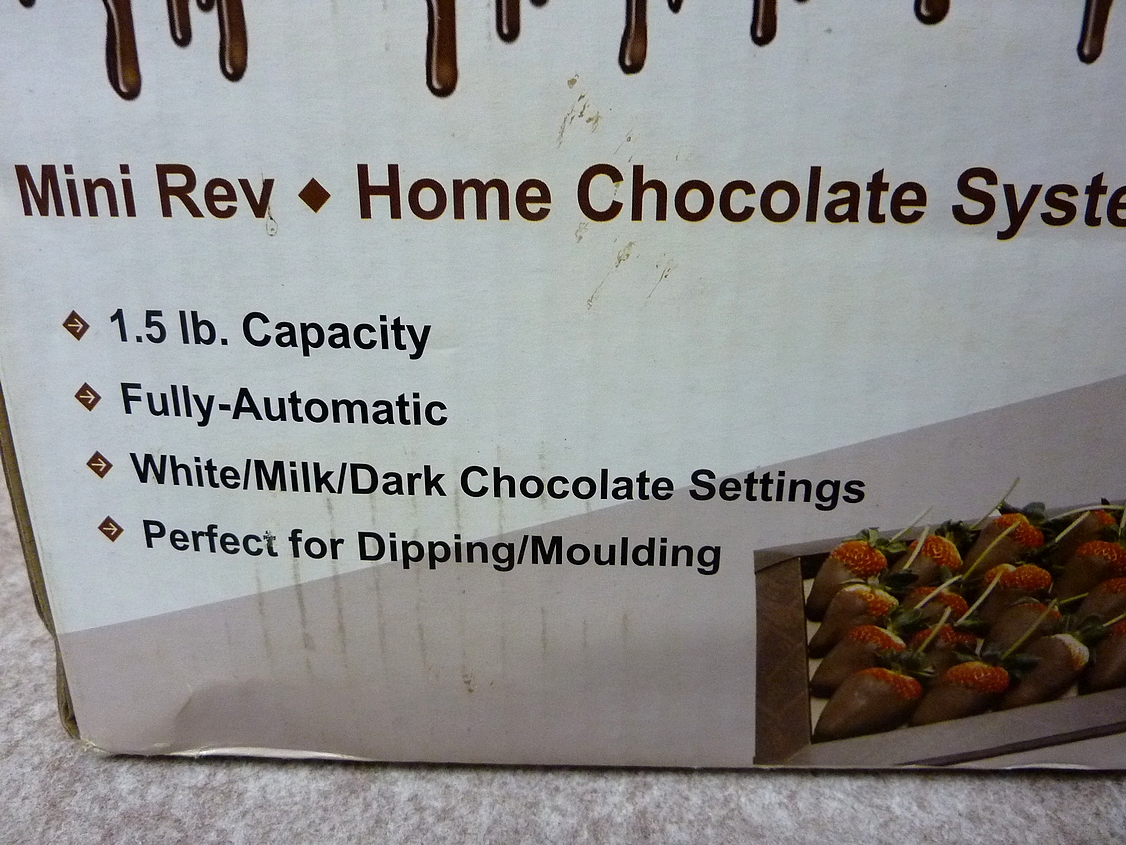 Mini Rev ◆ Home Chocolate Syste
1.5 lb. Capacity
Fully-Automatic
White/Milk/Dark Chocolate Settings
Perfect for Dipping/Moulding